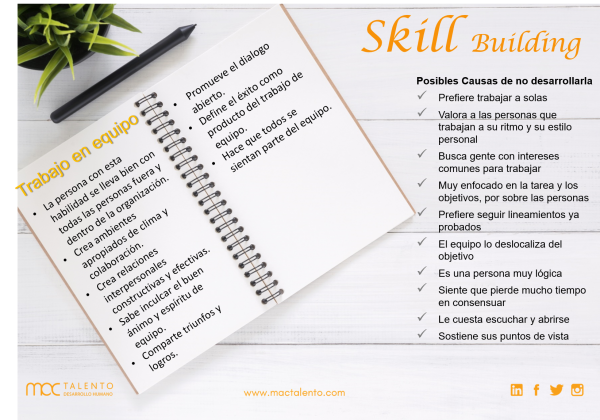 Skill Building
Trabajo en equipo
• La persona con esta
habilidad se lleva bien con
todas las personas fuera y
dentro de la organización.
• Crea ambientes
apropiados de clima y
colaboración.
• Crea relaciones
interpersonales
constructivas y efectivas.
• Sabe inculcar el buen
ánimo y espíritu de
equipo.
• Comparte triunfos y
logros.
• Promueve el dialogo
abierto.
• Define el éxito como
producto del trabajo de
equipo.
• Hace que todos se
sientan parte del equipo.
Posibles Causas de no desarrollarla
✓ Prefiere trabajar a solas
✓ Valora a las personas que
trabajan a su ritmo y su estilo
personal
✓ Busca gente con intereses
comunes para trabajar
✓ Muy enfocado en la tarea y los
objetivos, por sobre las personas
✓ Prefiere seguir lineamientos ya
probados
✓ El equipo lo deslocaliza del
objetivo
✓ Es una persona muy lógica
✓ Siente que pierde mucho tiempo
en consensuar
✓ Le cuesta escuchar y abrirse
✓ Sostiene sus puntos de vista
moc TALENTO
DESARROLLO HUMANO
www.mactalento.com